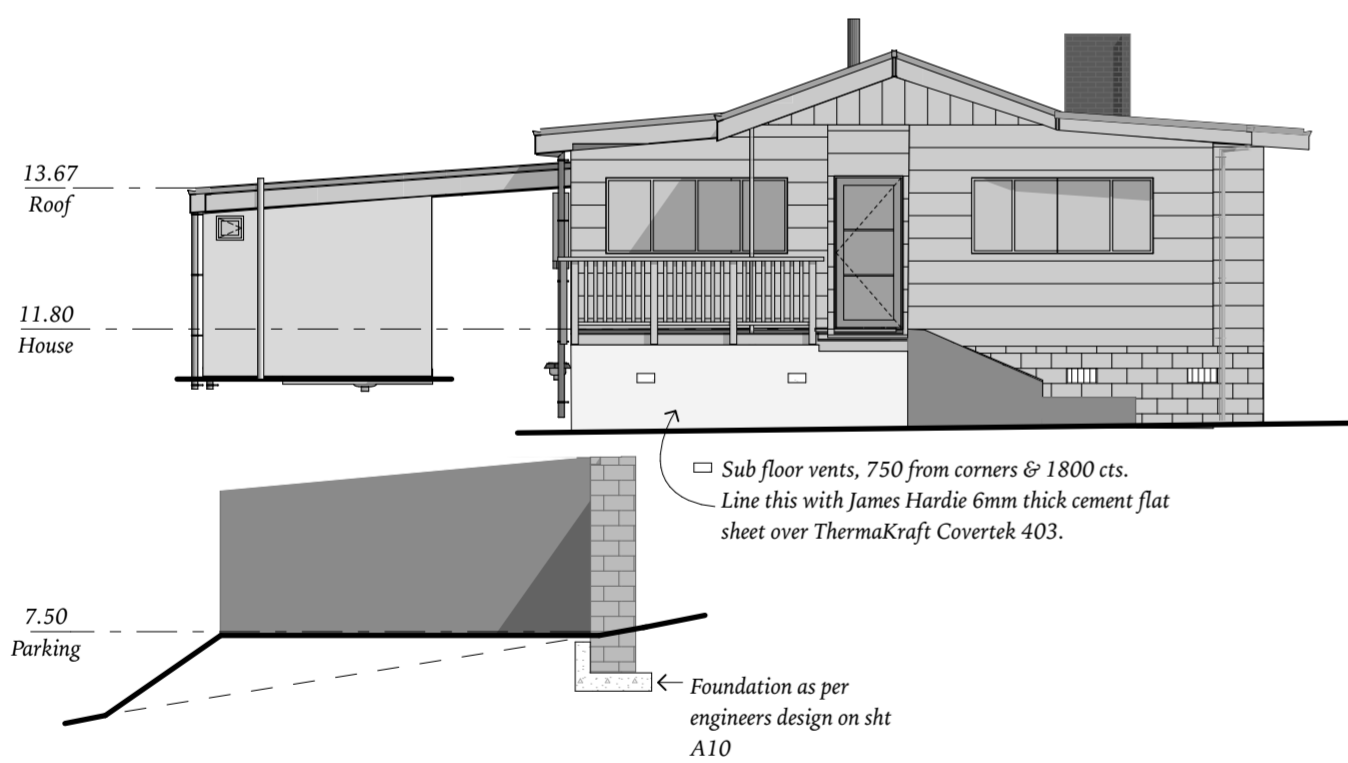 13.67
Roof
11.80
House
Sub floor vents, 750 from corners & 1800 cts.
Line this with James Hardie 6mm thick cement flat
sheet over ThermaKraft Covertek 403.
7.50
Parking
Foundation as per
engineers design on sht
A10